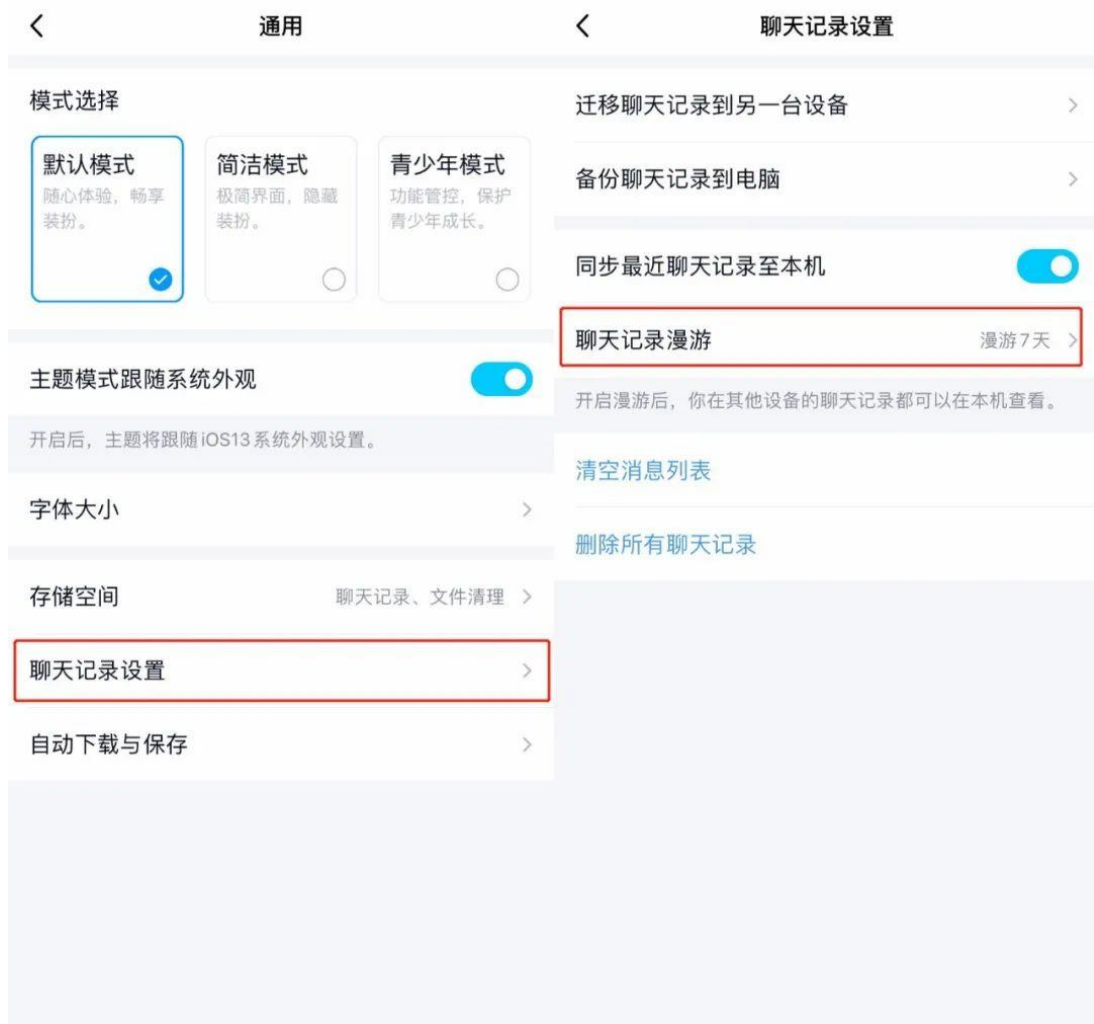 通用
模式选择
默认模式
随心体验，畅享
装扮。
简洁模式
极简界面，隐藏
装扮。
青少年模式
功能管控，保护
青少年成长。
主题模式跟随系统外观
开启后，主题将跟随iOS13系统外观设置。
字体大小
存储空间
聊天记录、文件清理
聊天记录设置
自动下载与保存
聊天记录设置
迁移聊天记录到另一台设备
备份聊天记录到电脑
同步最近聊天记录至本机
聊天记录漫游
漫游7天
开启漫游后，你在其他设备的聊天记录都可以在本机查看。
清空消息列表
删除所有聊天记录